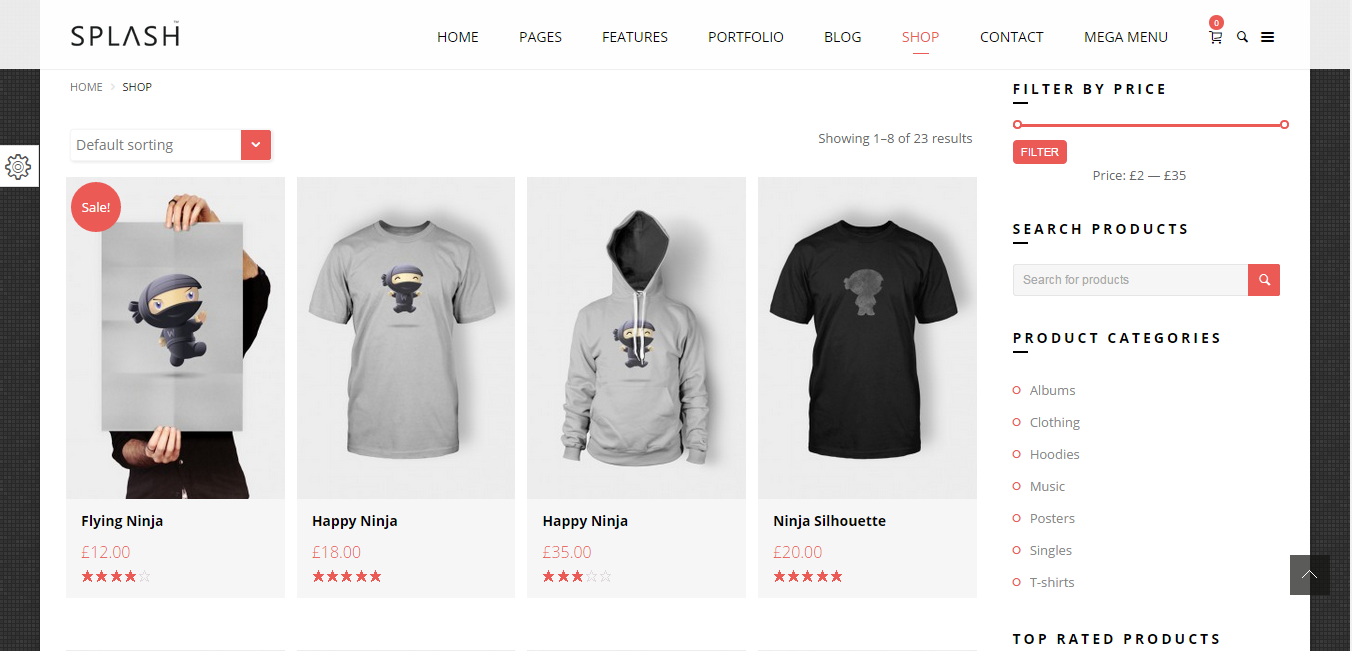 SPLASH™
HOME PAGES FEATURES PORTFOLIO BLOG SHOP CONTACT MEGA MENU 0
HOME > SHOP
Default sorting
Showing 1–8 of 23 results
Sale!
Flying Ninja
£12.00
Happy Ninja
£18.00
Happy Ninja
£35.00
Ninja Silhouette
£20.00
FILTER BY PRICE
FILTER
Price: £2 — £35
SEARCH PRODUCTS
Search for products
PRODUCT CATEGORIES
Albums
Clothing
Hoodies
Music
Posters
Singles
T-shirts
TOP RATED PRODUCTS